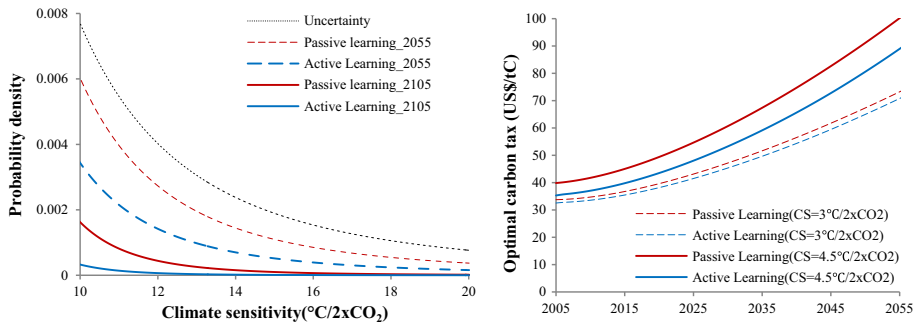 0.008
0.006
0.004
0.002
0
Probability density
10
12
14
16
18
20
Climate sensitivity(°C/2xCO₂)
Uncertainty
Passive learning_2055
Active Learning_2055
Passive learning_2105
Active Learning_2105
100
90
80
70
60
50
40
30
20
10
0
Optimal carbon tax (US$/tC)
2005
2015
2025
2035
2045
2055
Passive Learning(CS=3℃/2xCO2)
Active Learning(CS=3℃/2xCO2)
Passive Learning(CS=4.5℃/2xCO2)
Active Learning(CS=4.5℃/2xCO2)